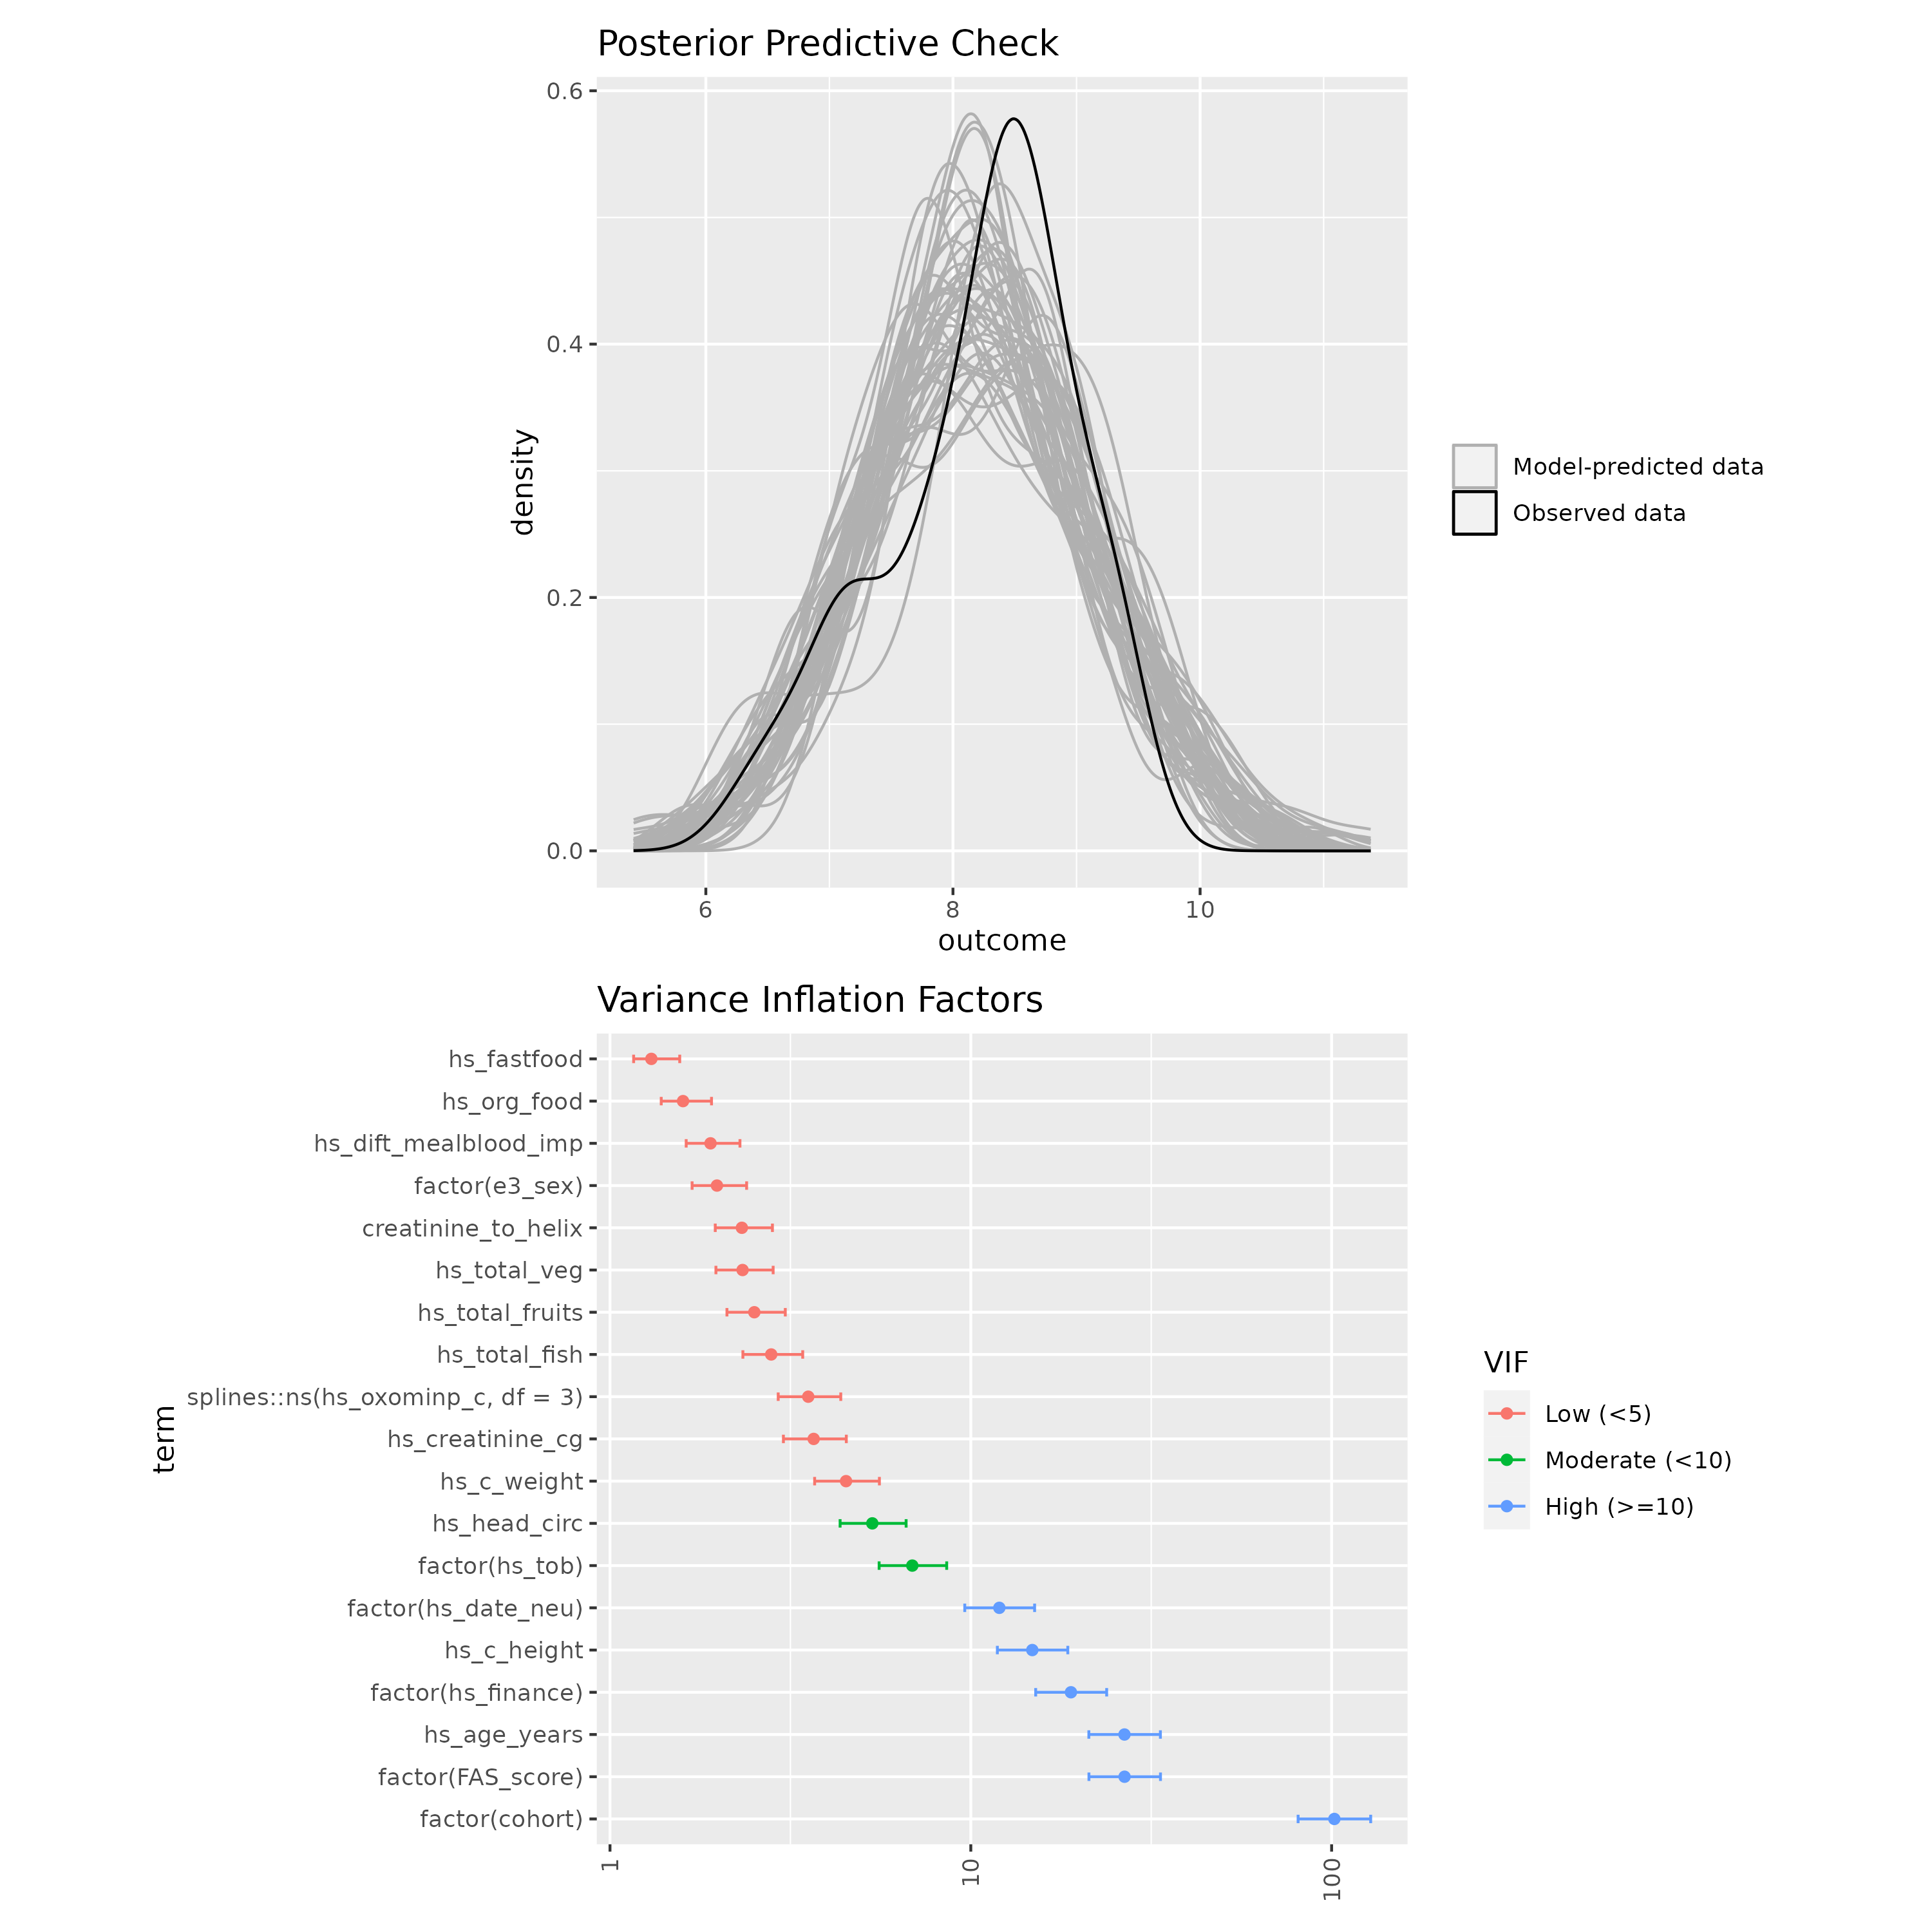 Posterior Predictive Check
0.6
0.4
0.2
0.0
density
6
8
10
outcome
Model-predicted data
Observed data
Variance Inflation Factors
hs_fastfood
hs_org_food
hs_dift_mealblood_imp
factor(e3_sex)
creatinine_to_helix
hs_total_veg
hs_total_fruits
hs_total_fish
splines::ns(hs_oxominp_c, df = 3)
hs_creatinine_cg
hs_c_weight
hs_head_circ
factor(hs_tob)
factor(hs_date_neu)
hs_c_height
factor(hs_finance)
hs_age_years
factor(FAS_score)
factor(cohort)
term
1
10
100
VIF
Low (<5)
Moderate (<10)
High (>=10)